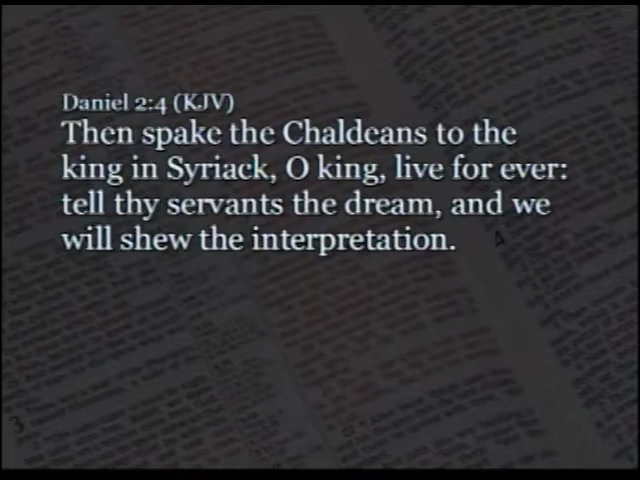 Daniel 2:4 (KJV)
Then spake the Chaldeans to the
king in Syriack, O king, live for ever:
tell thy servants the dream, and we
will shew the interpretation.